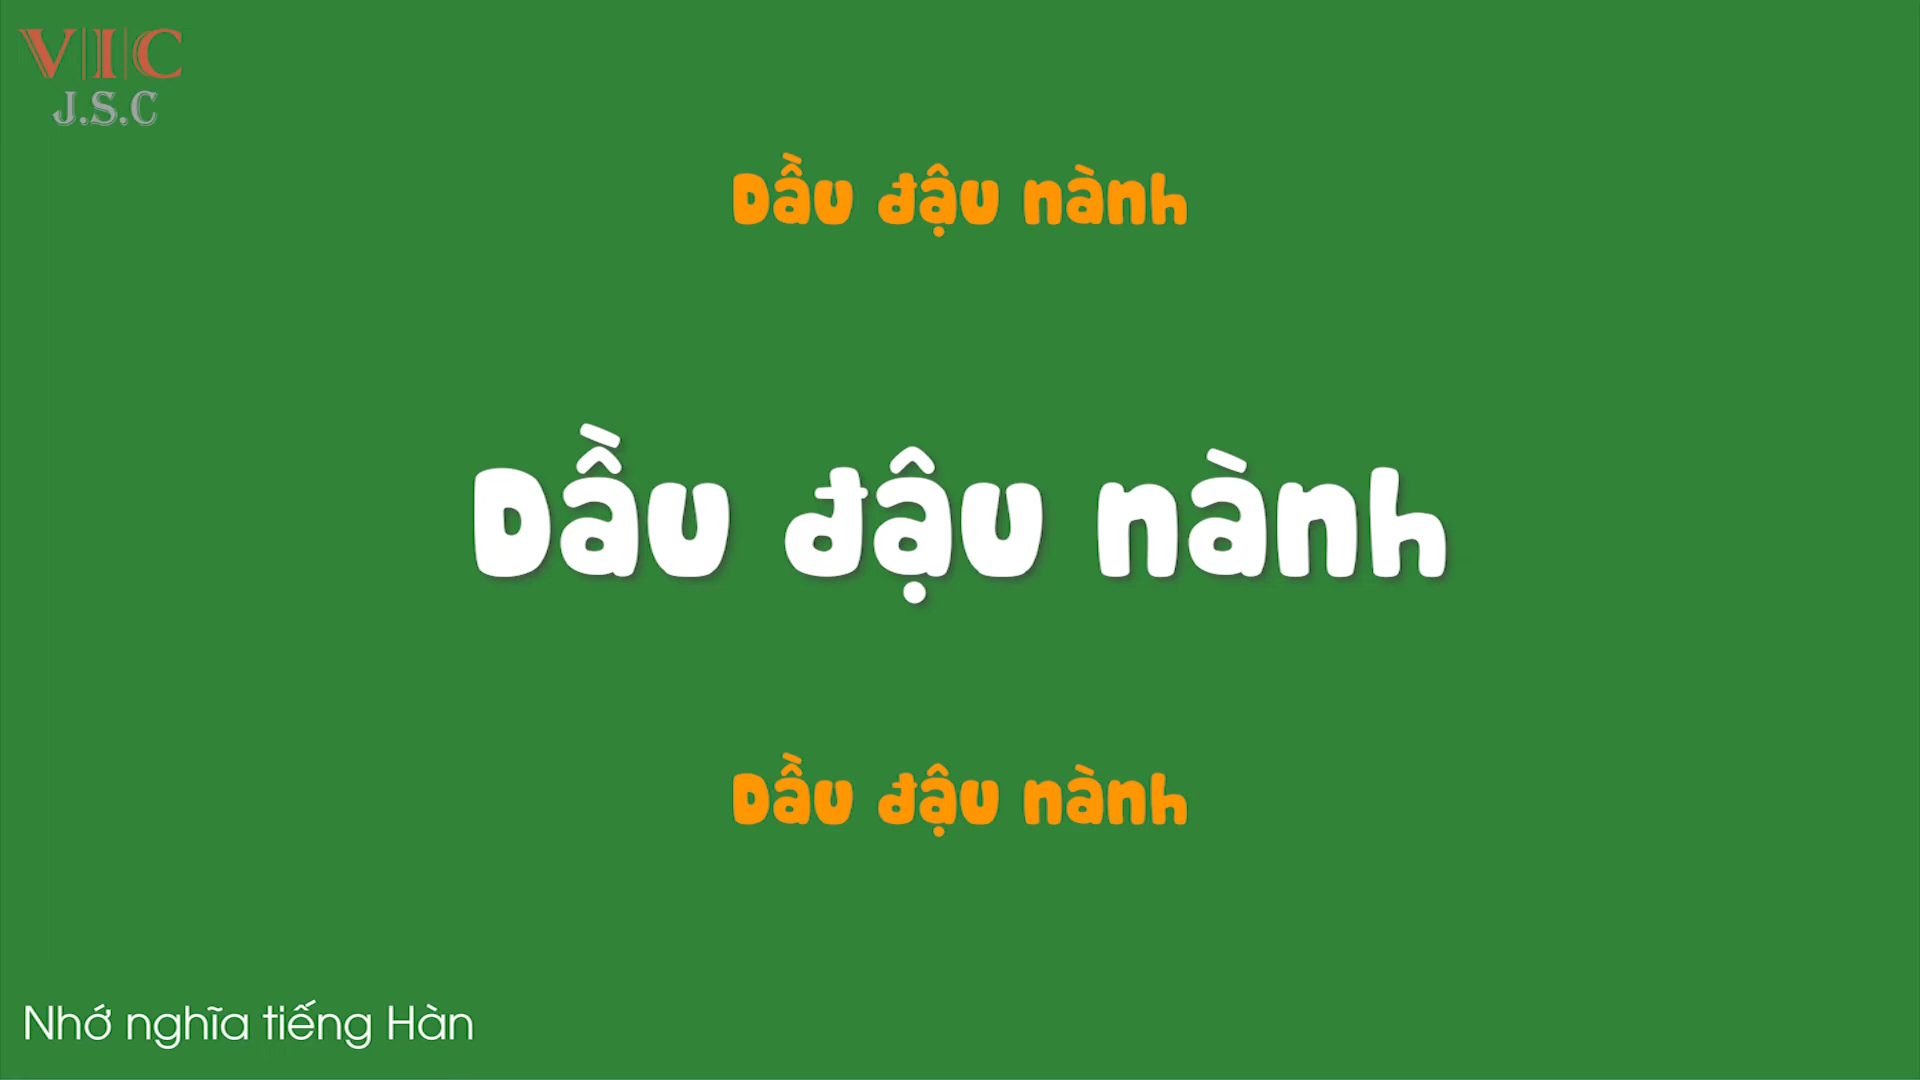 VIC
J.S.C
Dầu đậu nành
Dầu đậu nành
Dầu đậu nành
Nhớ nghĩa tiếng Hàn